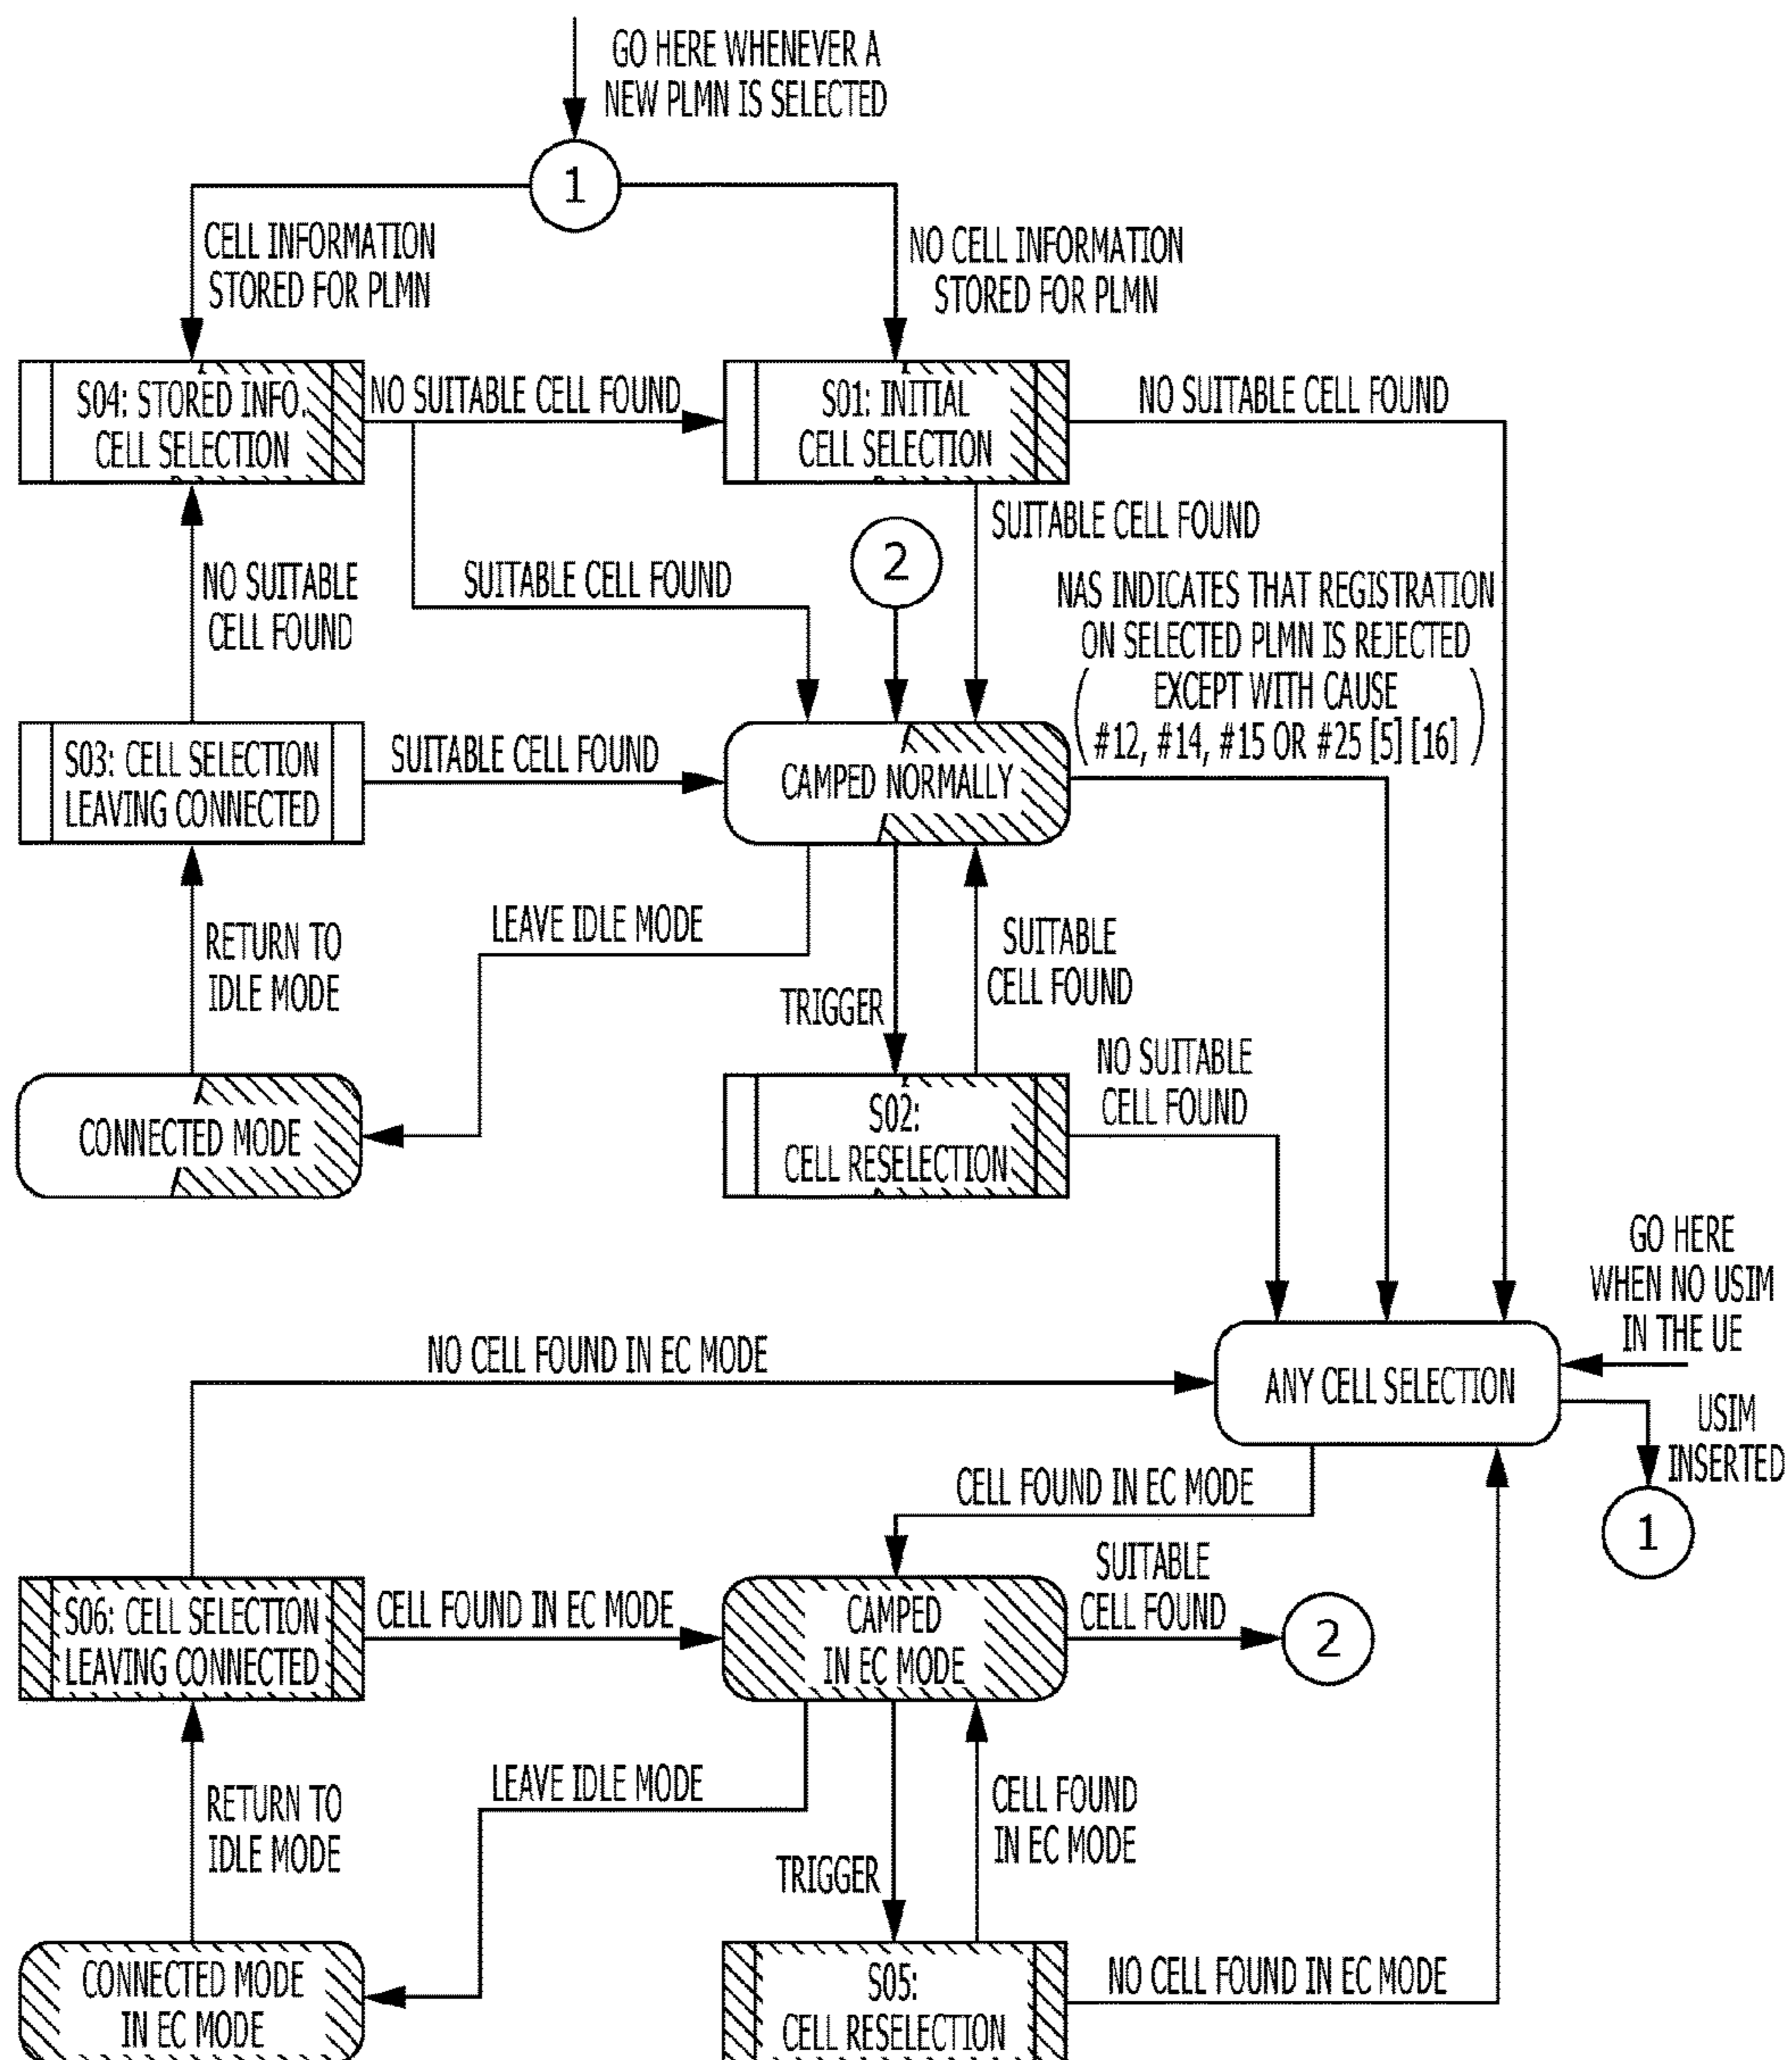 GO HERE WHENEVER A
NEW PLMN IS SELECTED
1
CELL INFORMATION
STORED FOR PLMN
NO CELL INFORMATION
STORED FOR PLMN
S04: STORED INFO.
CELL SELECTION
NO SUITABLE CELL FOUND
S01: INITIAL
CELL SELECTION
NO SUITABLE CELL FOUND
SUITABLE CELL FOUND
2
NO SUITABLE
CELL FOUND
SUITABLE CELL FOUND
NAS INDICATES THAT REGISTRATION
ON SELECTED PLMN IS REJECTED
( EXCEPT WITH CAUSE
#12, #14, #15 OR #25 [5] [16] )
S03: CELL SELECTION
LEAVING CONNECTED
SUITABLE CELL FOUND
CAMPED NORMALLY
RETURN TO
IDLE MODE
LEAVE IDLE MODE
TRIGGER
SUITABLE
CELL FOUND
NO SUITABLE
CELL FOUND
CONNECTED MODE
S02:
CELL RESELECTION
GO HERE
WHEN NO USIM
IN THE UE
NO CELL FOUND IN EC MODE
ANY CELL SELECTION
USIM
INSERTED
1
CELL FOUND IN EC MODE
S06: CELL SELECTION
LEAVING CONNECTED
CELL FOUND IN EC MODE
CAMPED
IN EC MODE
SUITABLE
CELL FOUND
2
RETURN TO
IDLE MODE
LEAVE IDLE MODE
TRIGGER
CELL FOUND
IN EC MODE
CONNECTED MODE
IN EC MODE
S05:
CELL RESELECTION
NO CELL FOUND IN EC MODE